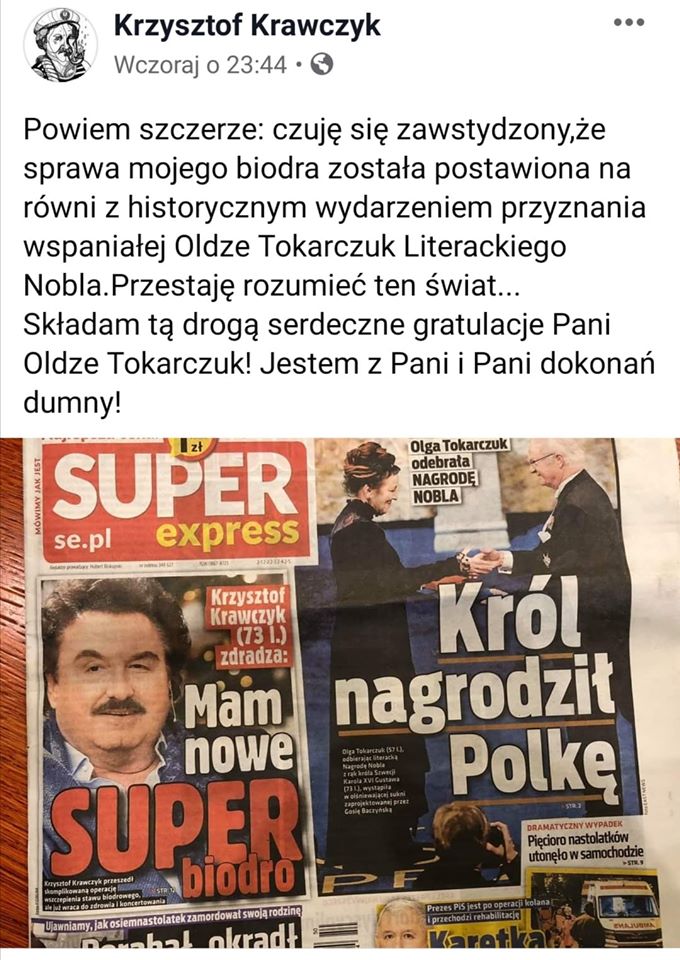 Krzysztof Krawczyk
Wczoraj o 23:44
Powiem szczerze: czuję się zawstydzony,że
sprawa mojego biodra została postawiona na
równi z historycznym wydarzeniem przyznania
wspaniałej Oldze Tokarczuk Literackiego
Nobla.Przestaję rozumieć ten świat...
Składam tą drogą serdeczne gratulacje Pani
Oldze Tokarczuk! Jestem z Pani i Pani dokonań
dumny!
MÓWIMY JAK JEST
1 zł
SUPER
se.pl express
Krzysztof
Krawczyk
(73 l.)
zdradza:
Mam
nowe
SUPER
biodro
Krzysztof Krawczyk przeszedł
skomplikowaną operację
wszczepienia stawu biodrowego,
ale już wraca do zdrowia i koncertowania
Olga Tokarczuk
odebrała
NAGRODĘ
NOBLA
Król
nagrodził
Polkę
Olga Tokarczuk (57 l.),
odbierając literacką
Nagrodę Nobla
z rąk króla Szwecji
Karola XVI Gustawa
(73 l.), wystąpiła
w olśniewającej sukni
zaprojektowanej przez
Gosię Baczyńską
STR. 3
DRAMATYCZNY WYPADEK
Pięcioro nastolatków
utonęło w samochodzie
STR. 9
Ujawniamy, jak osiemnastolatek zamordował swoją rodzinę
okradł
Prezes PiS jest po operacji kolana
i przechodzi rehabilitację
Karetka